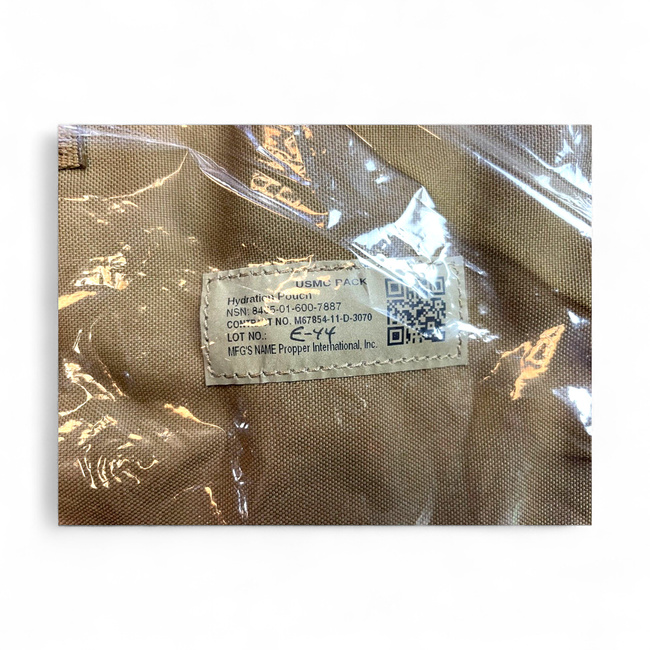 USMC PACK
Hydration Pouch
NSN: 8465-01-600-7887
CONTRACT NO. M67854-11-D-3070
LOT NO.: E-44
MFG'S NAME Propper International, Inc.